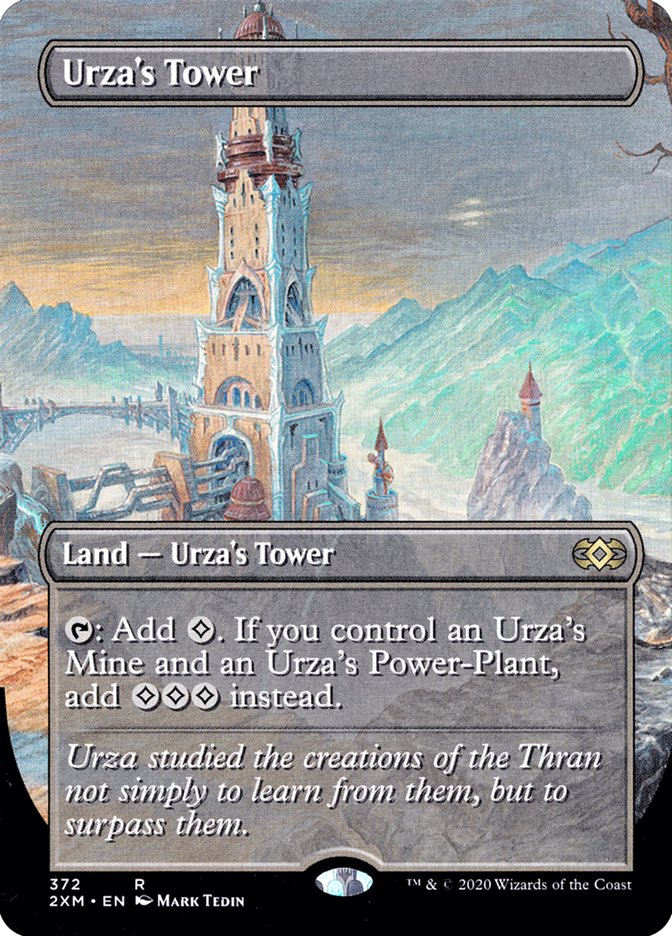 Urza's Tower
Land — Urza's Tower
: Add . If you control an Urza's
Mine and an Urza's Power-Plant,
add instead.
Urza studied the creations of the Thran
not simply to learn from them, but to
surpass them.
372 R
2XM • EN Mark Tedin
™ & © 2020 Wizards of the Coast